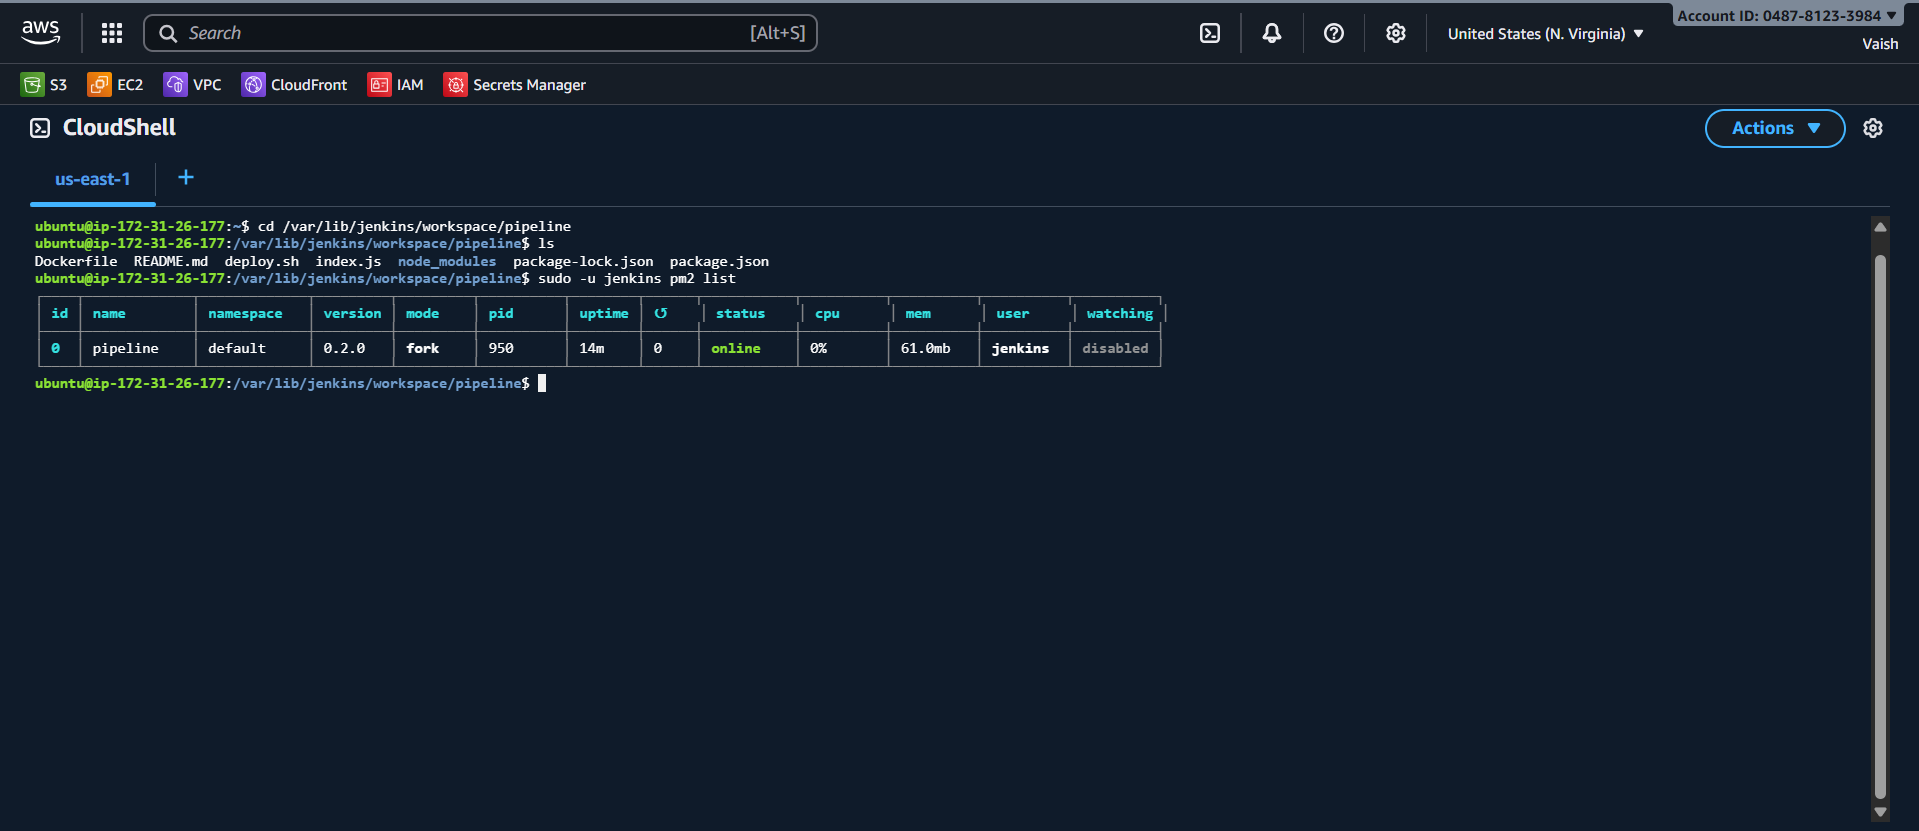 aws
Search [Alt+S]
United States (N. Virginia) ▼
Account ID: 0487-8123-3984 ▼
Vaish
S3 EC2 VPC CloudFront IAM Secrets Manager
CloudShell
Actions ▼
us-east-1 +
ubuntu@ip-172-31-26-177:~$ cd /var/lib/jenkins/workspace/pipeline
ubuntu@ip-172-31-26-177:/var/lib/jenkins/workspace/pipeline$ ls
Dockerfile README.md deploy.sh index.js node_modules package-lock.json package.json
ubuntu@ip-172-31-26-177:/var/lib/jenkins/workspace/pipeline$ sudo -u jenkins pm2 list
id name namespace version mode pid uptime ↺ status cpu mem user watching
0 pipeline default 0.2.0 fork 950 14m 0 online 0% 61.0mb jenkins disabled
ubuntu@ip-172-31-26-177:/var/lib/jenkins/workspace/pipeline$